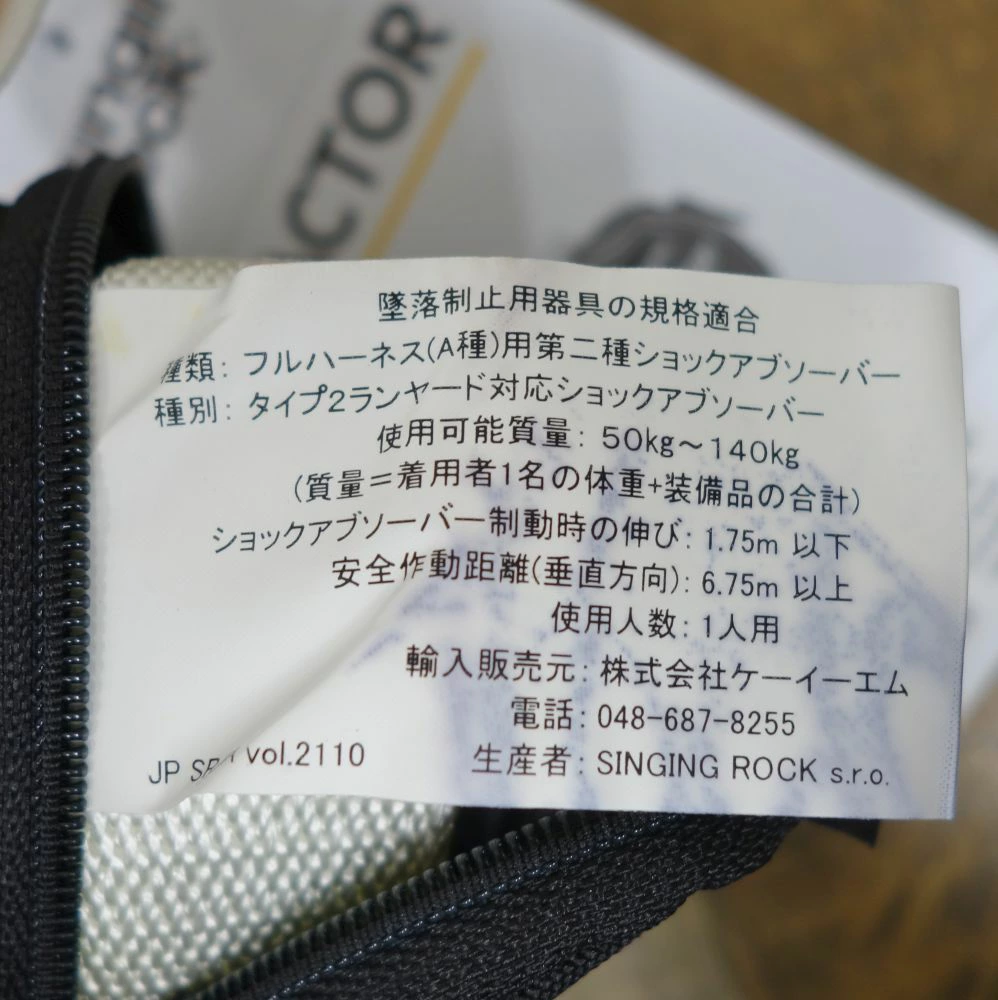 ACTOR
墜落制止用器具の規格適合
種類: フルハーネス(A種)用第二種ショックアブソーバー
種別: タイプ2ランヤード対応ショックアブソーバー
使用可能質量: 50kg～140kg
(質量=着用者1名の体重+装備品の合計)
ショックアブソーバー制動時の伸び: 1.75m 以下
安全作動距離(垂直方向): 6.75m 以上
使用人数: 1人用
輸入販売元: 株式会社ケーイーエム
電話: 048-687-8255
生産者: SINGING ROCK s.r.o.
JP vol.2110